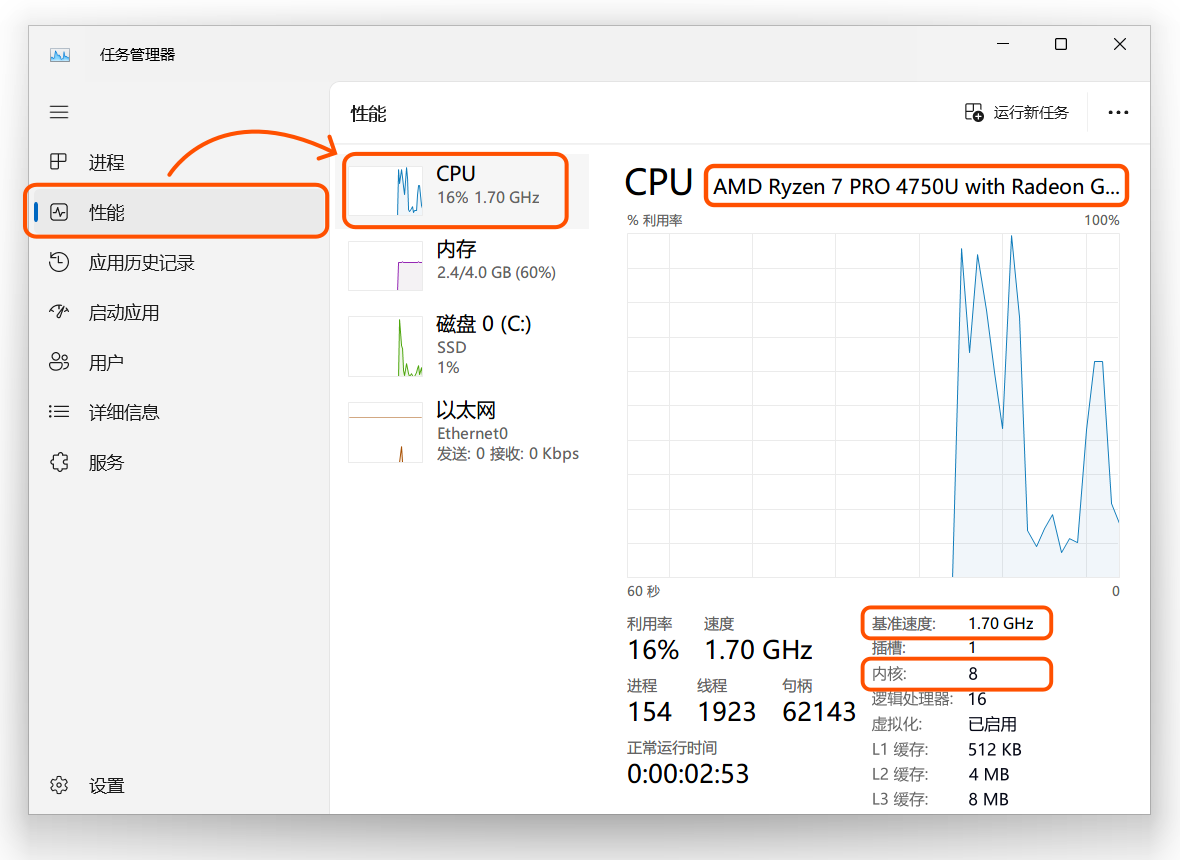 任务管理器
进程
性能
应用历史记录
启动应用
用户
详细信息
服务
设置
性能
运行新任务
CPU
16% 1.70 GHz
内存
2.4/4.0 GB (60%)
磁盘 0 (C:)
SSD
1%
以太网
Ethernet0
发送: 0 接收: 0 Kbps
CPU AMD Ryzen 7 PRO 4750U with Radeon G...
% 利用率 100%
60 秒 0
利用率 速度
16% 1.70 GHz
进程 线程 句柄
154 1923 62143
正常运行时间
0:00:02:53
基准速度: 1.70 GHz
插槽: 1
内核: 8
逻辑处理器: 16
虚拟化: 已启用
L1 缓存: 512 KB
L2 缓存: 4 MB
L3 缓存: 8 MB